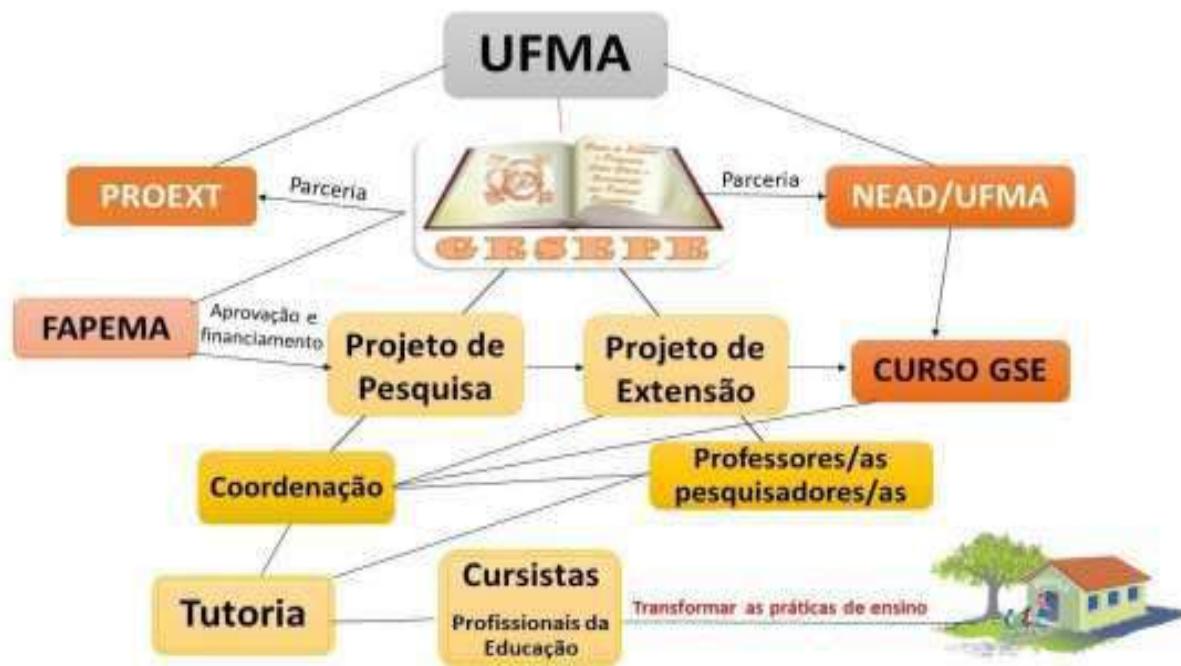 UFMA
PROEXT
Parceria
GESEPE
Parceria
NEAD/UFMA
FAPEMA
Aprovação e
financiamento
Projeto de
Pesquisa
Projeto de
Extensão
CURSO GSE
Coordenação
Professores/as
pesquisadores/as
Tutoria
Cursistas
Profissionais da
Educação
Transformar as práticas de ensino